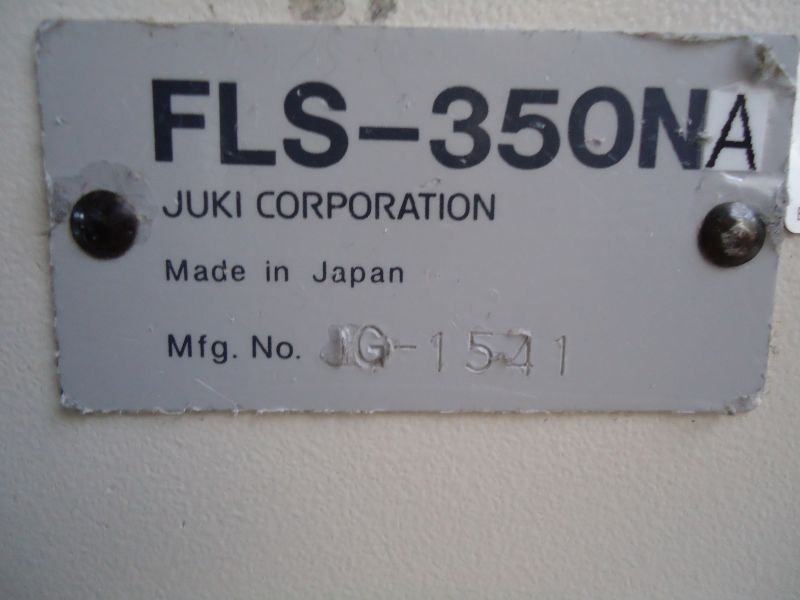 FLS-350NA
JUKI CORPORATION
Made in Japan
Mfg. No. JG-1541